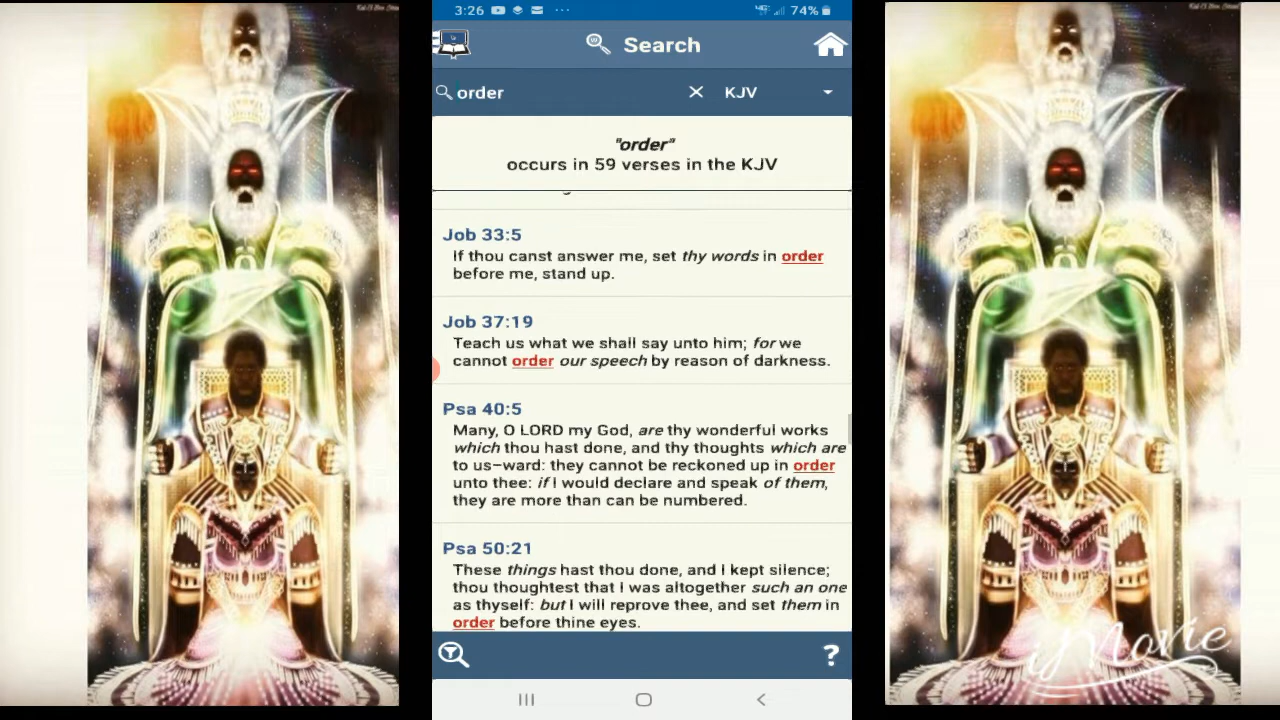 3:26
74%
Search
order
KJV
"order"
occurs in 59 verses in the KJV
Job 33:5
If thou canst answer me, set thy words in order
before me, stand up.
Job 37:19
Teach us what we shall say unto him; for we
cannot order our speech by reason of darkness.
Psa 40:5
Many, O LORD my God, are thy wonderful works
which thou hast done, and thy thoughts which are
to us-ward: they cannot be reckoned up in order
unto thee: if I would declare and speak of them,
they are more than can be numbered.
Psa 50:21
These things hast thou done, and I kept silence;
thou thoughtest that I was altogether such an one
as thyself: but I will reprove thee, and set them in
order before thine eyes.
?
iMovie